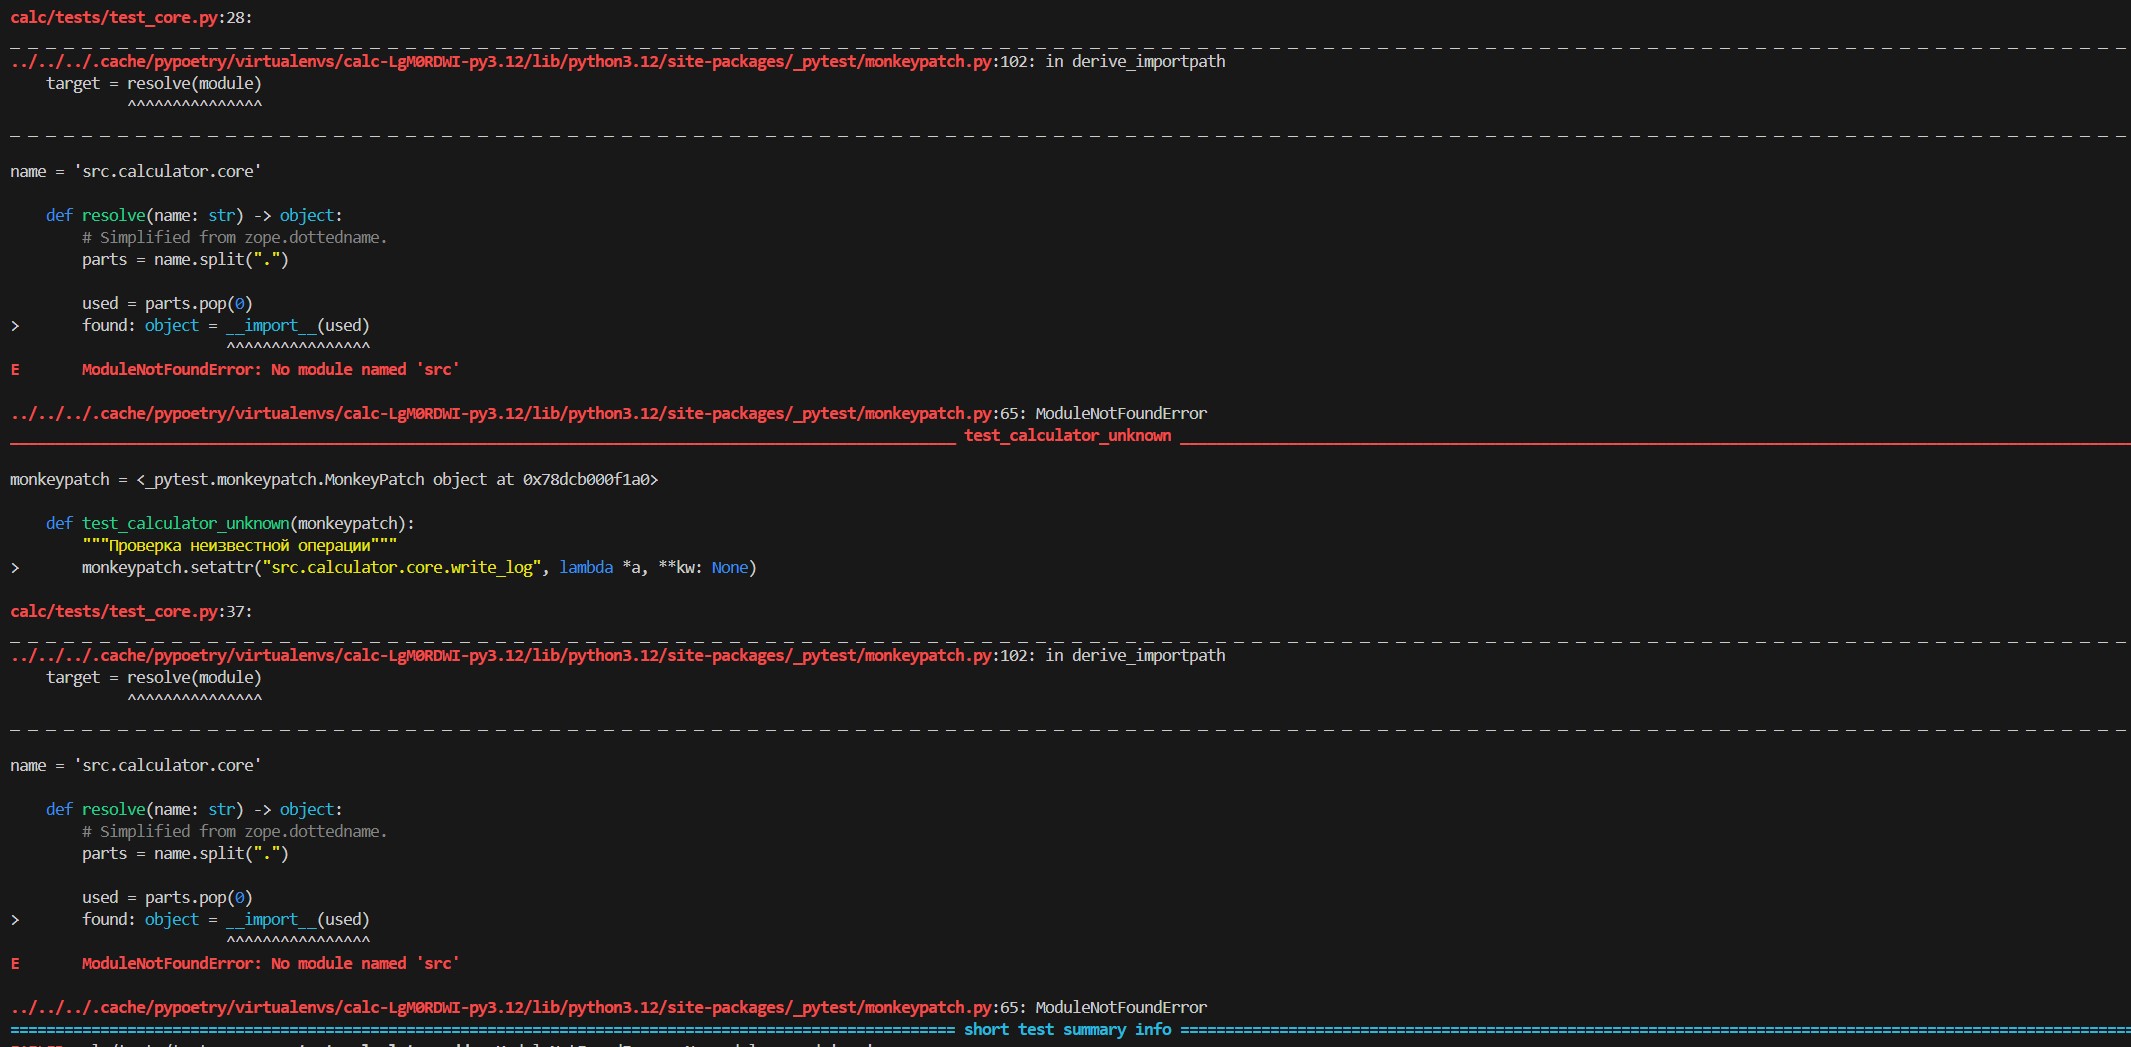 calc/tests/test_core.py:28:
_ _ _ _ _ _ _ _ _ _ _ _ _ _ _ _ _ _ _ _ _ _ _ _ _ _ _ _ _ _ _ _ _ _ _ _ _ _ _ _
../../../.cache/pypoetry/virtualenvs/calc-LgM0RDWI-py3.12/lib/python3.12/site-packages/_pytest/monkeypatch.py:102: in derive_importpath
    target = resolve(module)
             ^^^^^^^^^^^^^^^
_ _ _ _ _ _ _ _ _ _ _ _ _ _ _ _ _ _ _ _ _ _ _ _ _ _ _ _ _ _ _ _ _ _ _ _ _ _ _ _
name = 'src.calculator.core'
    def resolve(name: str) -> object:
        # Simplified from zope.dottedname.
        parts = name.split(".")
        used = parts.pop(0)
>       found: object = __import__(used)
                        ^^^^^^^^^^^^^^^^
E       ModuleNotFoundError: No module named 'src'
../../../.cache/pypoetry/virtualenvs/calc-LgM0RDWI-py3.12/lib/python3.12/site-packages/_pytest/monkeypatch.py:65: ModuleNotFoundError
________________________________________ test_calculator_unknown ________________________________________
monkeypatch = <_pytest.monkeypatch.MonkeyPatch object at 0x78dcb000f1a0>
    def test_calculator_unknown(monkeypatch):
        """Проверка неизвестной операции"""
>       monkeypatch.setattr("src.calculator.core.write_log", lambda *a, **kw: None)
calc/tests/test_core.py:37:
_ _ _ _ _ _ _ _ _ _ _ _ _ _ _ _ _ _ _ _ _ _ _ _ _ _ _ _ _ _ _ _ _ _ _ _ _ _ _ _
../../../.cache/pypoetry/virtualenvs/calc-LgM0RDWI-py3.12/lib/python3.12/site-packages/_pytest/monkeypatch.py:102: in derive_importpath
    target = resolve(module)
             ^^^^^^^^^^^^^^^
_ _ _ _ _ _ _ _ _ _ _ _ _ _ _ _ _ _ _ _ _ _ _ _ _ _ _ _ _ _ _ _ _ _ _ _ _ _ _ _
name = 'src.calculator.core'
    def resolve(name: str) -> object:
        # Simplified from zope.dottedname.
        parts = name.split(".")
        used = parts.pop(0)
>       found: object = __import__(used)
                        ^^^^^^^^^^^^^^^^
E       ModuleNotFoundError: No module named 'src'
../../../.cache/pypoetry/virtualenvs/calc-LgM0RDWI-py3.12/lib/python3.12/site-packages/_pytest/monkeypatch.py:65: ModuleNotFoundError
======================================== short test summary info ========================================